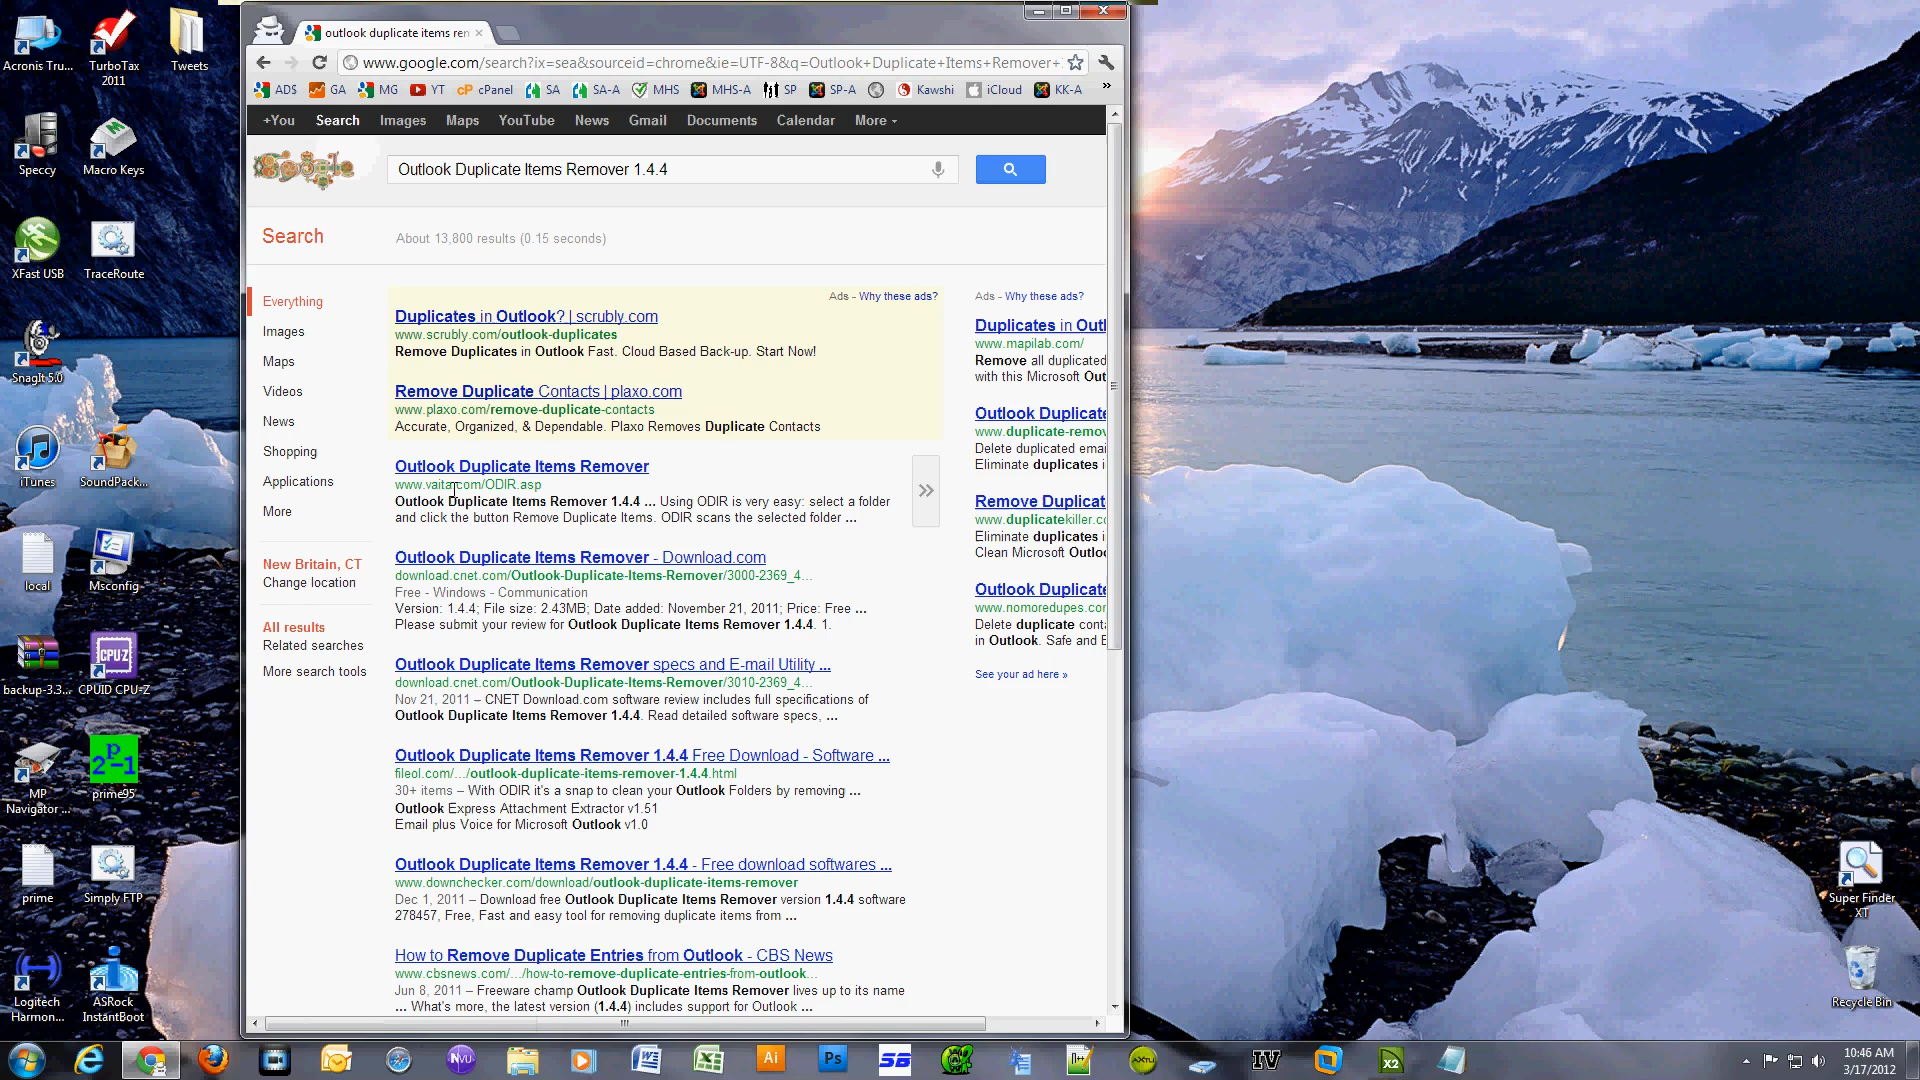 Acronis Tru...
TurboTax
2011
Tweets
Speccy
Macro Keys
XFast USB
TraceRoute
SnagIt 5.0
iTunes
SoundPack...
local
Msconfig
backup-3.3...
CPUID CPU-Z
MP
Navigator ...
prime95
prime
Simply FTP
Logitech
Harmon...
ASRock
InstantBoot
outlook duplicate items ren
www.google.com/search?ix=sea&sourceid=chrome&ie=UTF-8&q=Outlook+Duplicate+Items+Remover+
ADS GA MG YT cPanel SA SA-A MHS MHS-A SP SP-A Kawshi iCloud KK-A »
+You Search Images Maps YouTube News Gmail Documents Calendar More
Outlook Duplicate Items Remover 1.4.4
Search
About 13,800 results (0.15 seconds)
Everything
Images
Maps
Videos
News
Shopping
Applications
More
New Britain, CT
Change location
All results
Related searches
More search tools
Ads - Why these ads?
Duplicates in Outlook? | scrubly.com
www.scrubly.com/outlook-duplicates
Remove Duplicates in Outlook Fast. Cloud Based Back-up. Start Now!
Remove Duplicate Contacts | plaxo.com
www.plaxo.com/remove-duplicate-contacts
Accurate, Organized, & Dependable. Plaxo Removes Duplicate Contacts
Outlook Duplicate Items Remover
www.vaita.com/ODIR.asp
Outlook Duplicate Items Remover 1.4.4 ... Using ODIR is very easy: select a folder
and click the button Remove Duplicate Items. ODIR scans the selected folder ...
Outlook Duplicate Items Remover - Download.com
download.cnet.com/Outlook-Duplicate-Items-Remover/3000-2369_4...
Free - Windows - Communication
Version: 1.4.4; File size: 2.43MB; Date added: November 21, 2011; Price: Free ...
Please submit your review for Outlook Duplicate Items Remover 1.4.4. 1.
Outlook Duplicate Items Remover specs and E-mail Utility ...
download.cnet.com/Outlook-Duplicate-Items-Remover/3010-2369_4...
Nov 21, 2011 – CNET Download.com software review includes full specifications of
Outlook Duplicate Items Remover 1.4.4. Read detailed software specs, ...
Outlook Duplicate Items Remover 1.4.4 Free Download - Software ...
fileol.com/.../outlook-duplicate-items-remover-1.4.4.html
30+ items – With ODIR it's a snap to clean your Outlook Folders by removing ...
Outlook Express Attachment Extractor v1.51
Email plus Voice for Microsoft Outlook v1.0
Outlook Duplicate Items Remover 1.4.4 - Free download softwares ...
www.downchecker.com/download/outlook-duplicate-items-remover
Dec 1, 2011 – Download free Outlook Duplicate Items Remover version 1.4.4 software
278457, Free, Fast and easy tool for removing duplicate items from ...
How to Remove Duplicate Entries from Outlook - CBS News
www.cbsnews.com/.../how-to-remove-duplicate-entries-from-outlook...
Jun 8, 2011 – Freeware champ Outlook Duplicate Items Remover lives up to its name
... What's more, the latest version (1.4.4) includes support for Outlook ...
Ads - Why these ads?
Duplicates in Outl
www.mapilab.com/
Remove all duplicated
with this Microsoft Out
Outlook Duplicate
www.duplicate-remov
Delete duplicated emai
Eliminate duplicates i
Remove Duplicat
www.duplicatekiller.co
Eliminate duplicates i
Clean Microsoft Outlo
Outlook Duplicate
www.nomoredupes.con
Delete duplicate conta
in Outlook. Safe and E
See your ad here »
Super Finder
XT
Recycle Bin
10:46 AM
3/17/2012